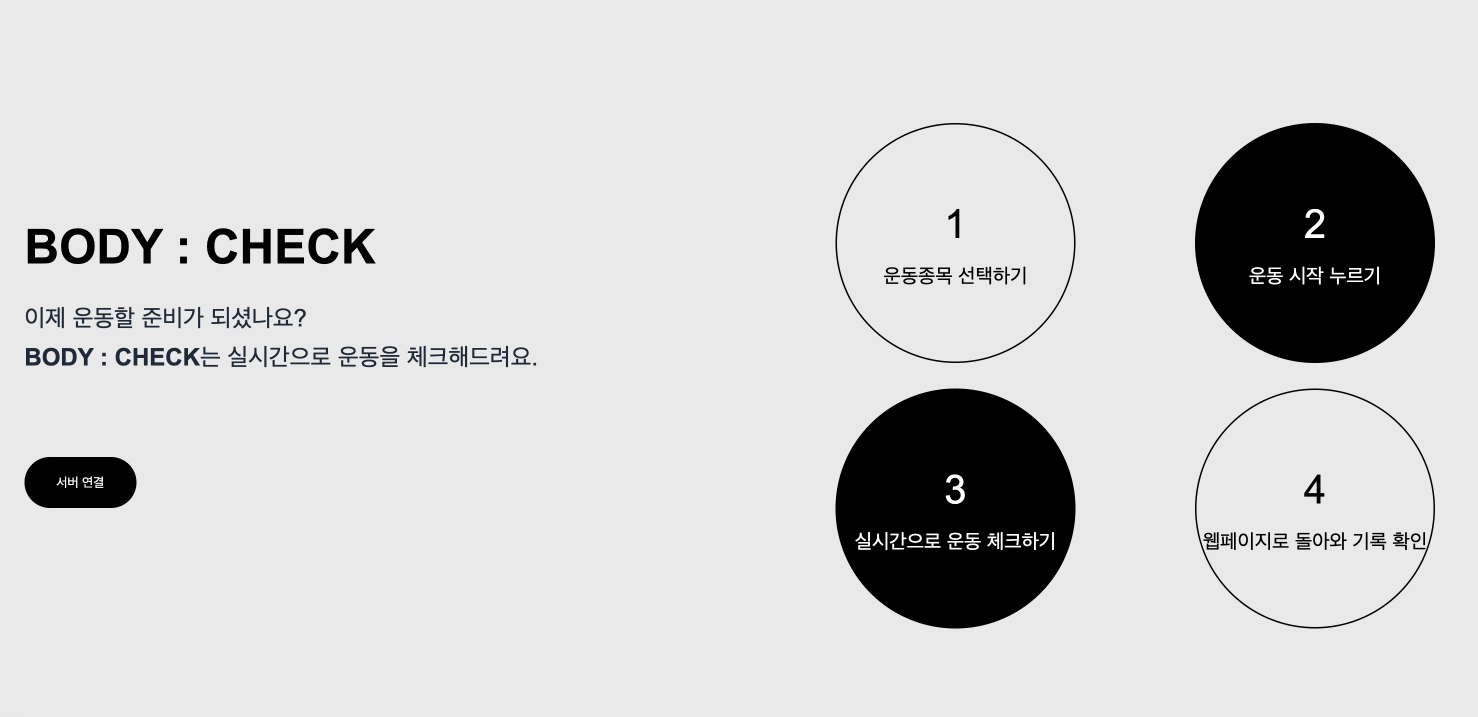 BODY : CHECK
이제 운동할 준비가 되셨나요?
BODY : CHECK는 실시간으로 운동을 체크해드려요.
서버 연결
1
운동종목 선택하기
2
운동 시작 누르기
3
실시간으로 운동 체크하기
4
웹페이지로 돌아와 기록 확인